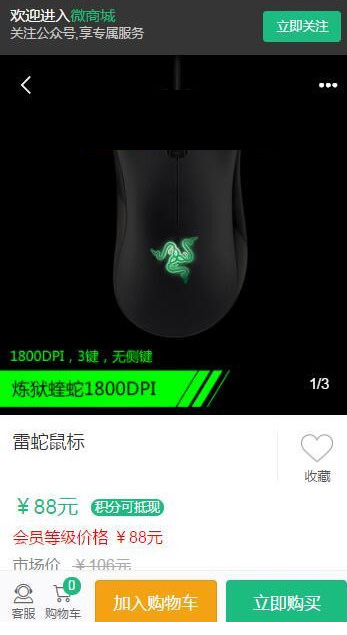 欢迎进入微商城
关注公众号,享专属服务
立即关注
1800DPI，3键，无侧键
炼狱蝰蛇1800DPI
1/3
雷蛇鼠标
收藏
￥88元 积分可抵现
会员等级价格 ￥88元
市场价 ￥106元
0
客服 购物车
加入购物车
立即购买